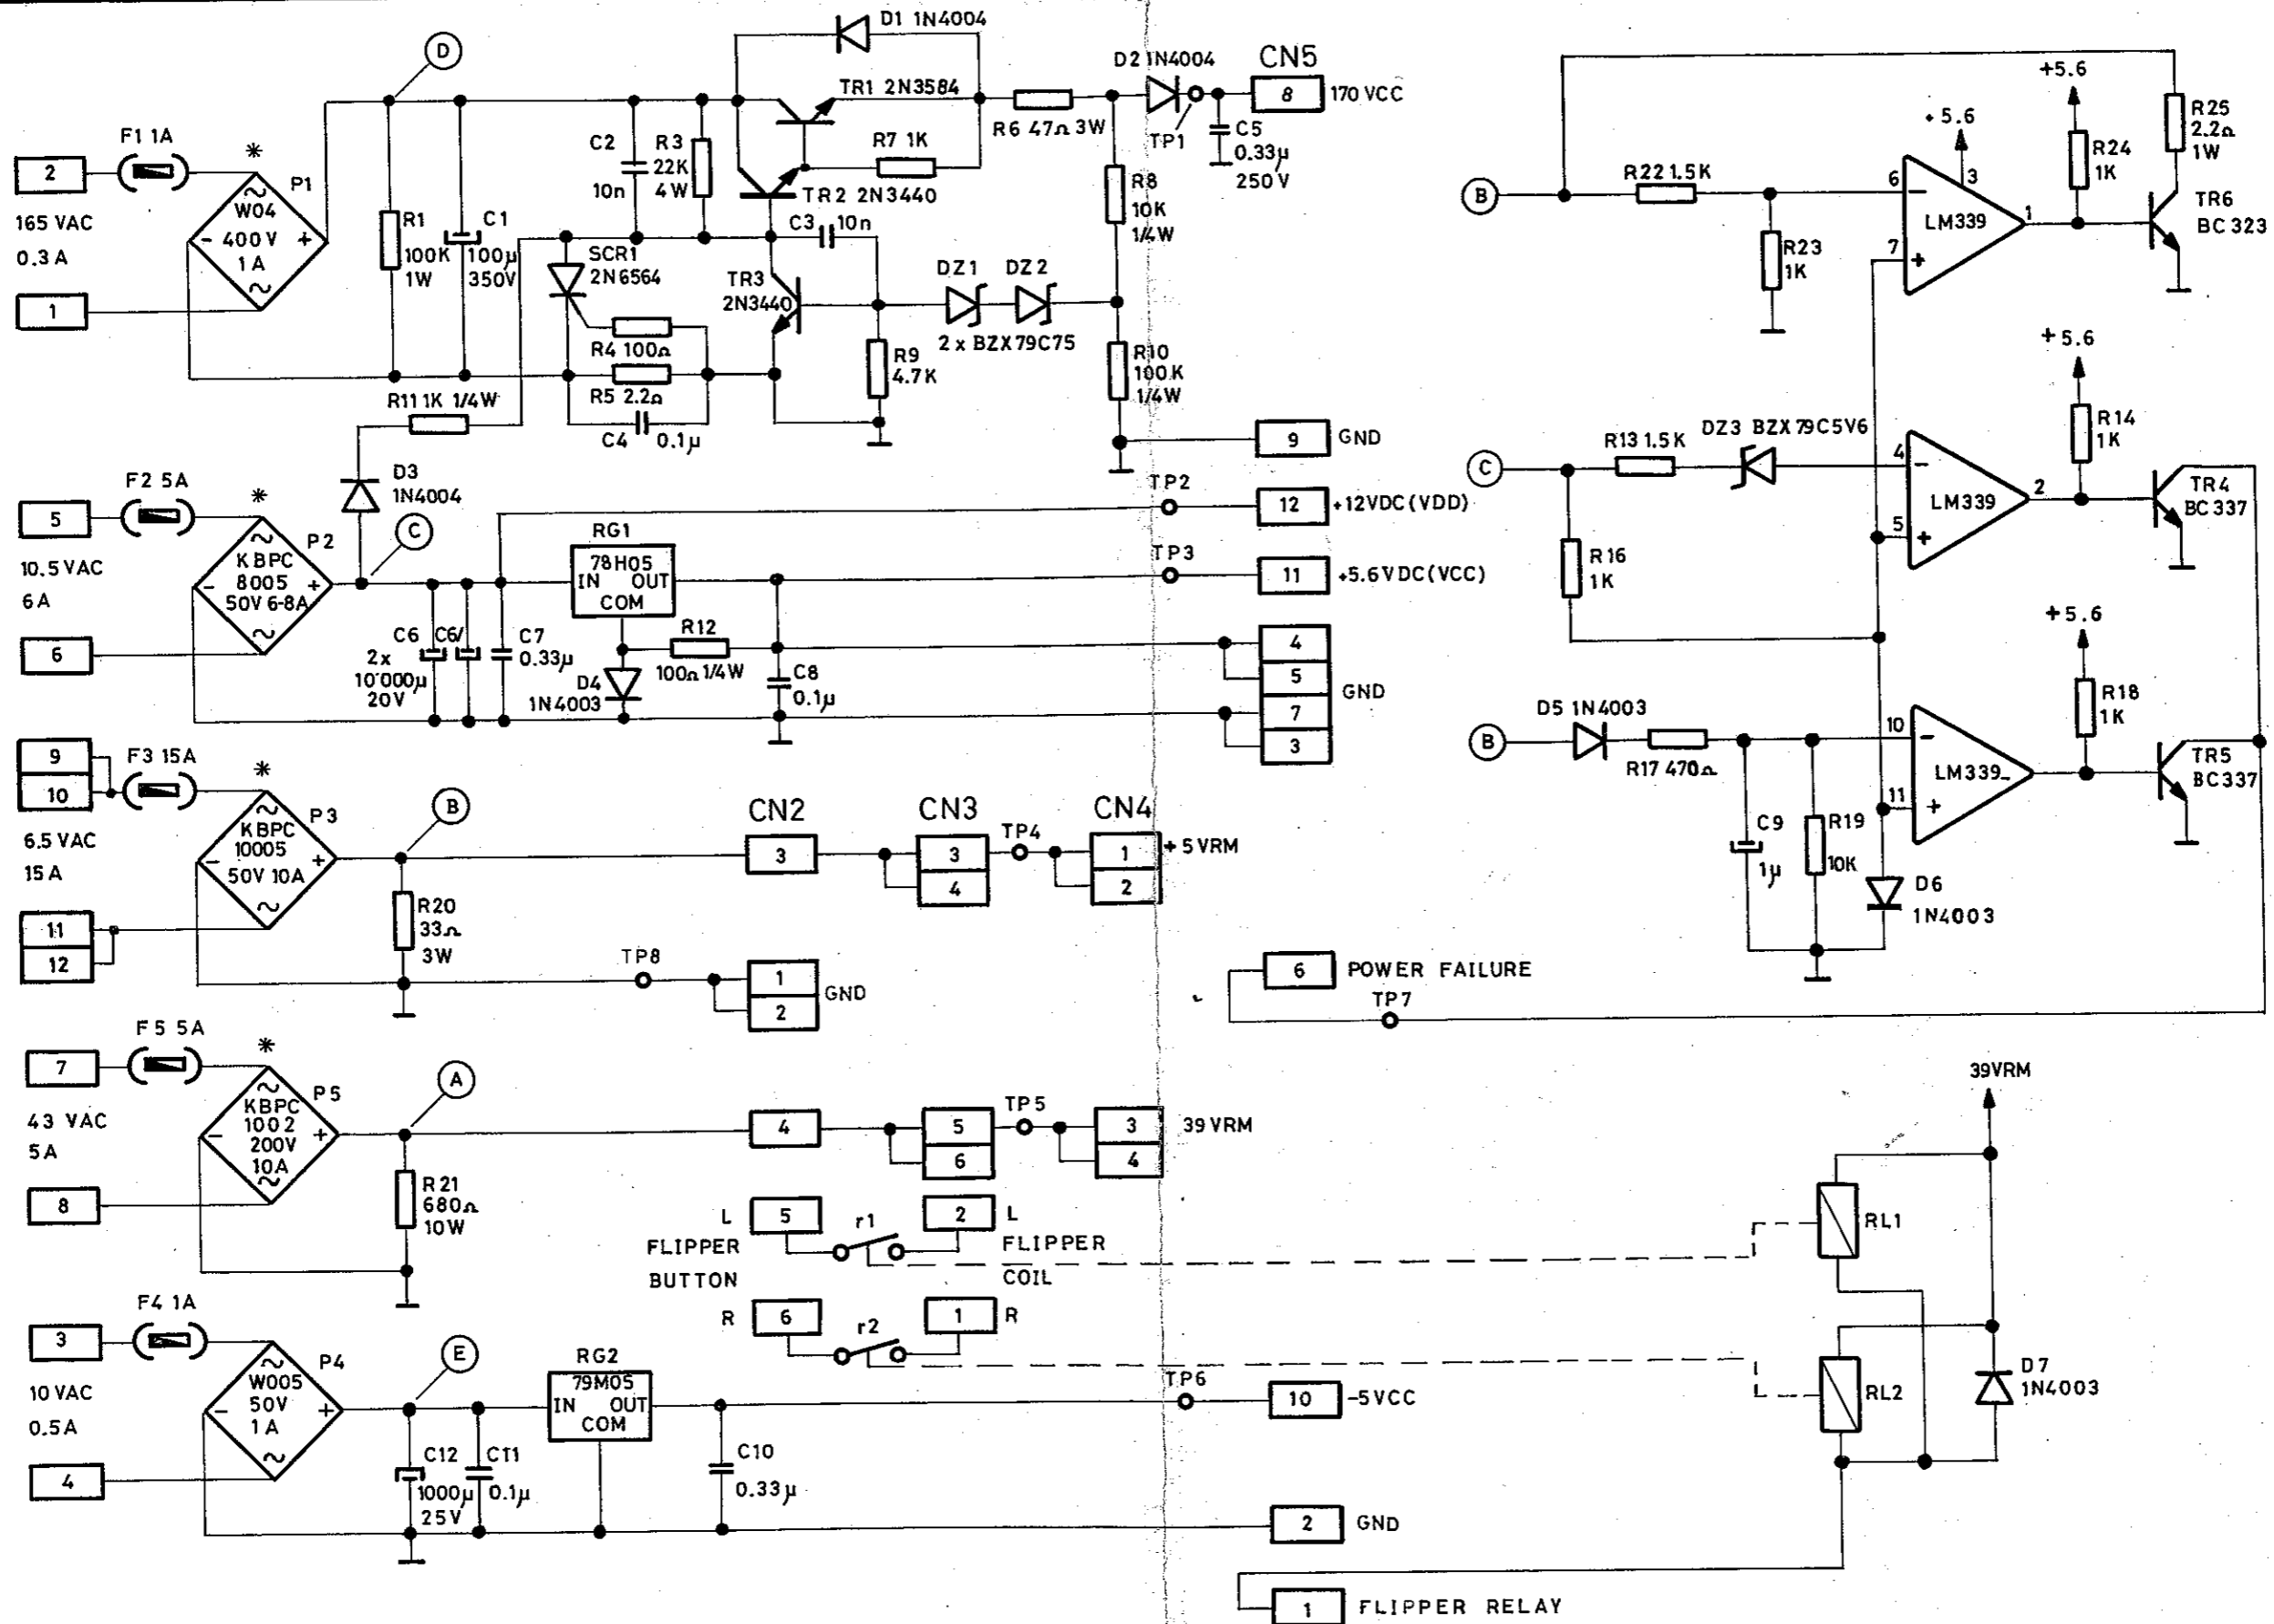 D1 1N4004
D
D2 1N4004
CN5
8
170 VCC
TR1 2N3584
F1 1A
*
2
P1
165 VAC
0.3 A
1
~
W04
- 400V +
1 A
~
R1
100K
1W
C1
100µ
350V
C2
10n
R3
22K
4W
R7 1K
R6 47Ω 3W
TP1
C5
0.33µ
250V
TR2 2N3440
C3 10n
R8
10K
1/4W
SCR1
2N6564
TR3
2N3440
DZ1 DZ2
2 x BZX79C75
R4 100Ω
R5 2.2Ω
C4 0.1µ
R9
4.7K
R10
100K
1/4W
R11 1K 1/4W
9
GND
D3
1N4004
C
F2 5A
*
5
P2
10.5 VAC
6A
6
~
KBPC
- 8005 +
50V 6-8A
~
TP2
12
+12VDC (VDD)
RG1
78H05
IN OUT
COM
TP3
11
+5.6VDC (VCC)
C6 C6/
2x
10'000µ
20V
C7
0.33µ
R12
100Ω 1/4W
D4
1N4003
C8
0.1µ
4
5
7
3
GND
9
10
F3 15A
*
P3
6.5 VAC
15A
11
12
~
KBPC
- 10005 +
50V 10A
~
B
CN2
3
CN3
3
4
TP4
CN4
1
2
+5VRM
R20
33Ω
3W
TP8
1
2
GND
F5 5A
*
7
P5
43 VAC
5A
8
~
KBPC
1002
- 200V +
10A
~
A
4
5
6
TP5
3
4
39VRM
R21
680Ω
10W
L
5
r1
2
L
FLIPPER
BUTTON
FLIPPER
COIL
R
6
r2
1
R
F4 1A
3
P4
10 VAC
0.5A
4
~
W005
- 50V +
1A
~
E
RG2
79M05
IN OUT
COM
TP6
10
-5VCC
C12
1000µ
25V
C11
0.1µ
C10
0.33µ
2
GND
1
FLIPPER RELAY
B
R22 1.5K
R23
1K
+5.6
6 -
7 +
3
LM339
1
+5.6
R24
1K
R25
2.2Ω
1W
TR6
BC323
C
R13 1.5K
DZ3 BZX79C5V6
R16
1K
4 -
5 +
LM339
2
+5.6
R14
1K
TR4
BC337
B
D5 1N4003
R17 470Ω
10 -
11 +
LM339
+5.6
R18
1K
TR5
BC337
C9
1µ
R19
10K
D6
1N4003
6
POWER FAILURE
TP7
39VRM
RL1
RL2
D7
1N4003